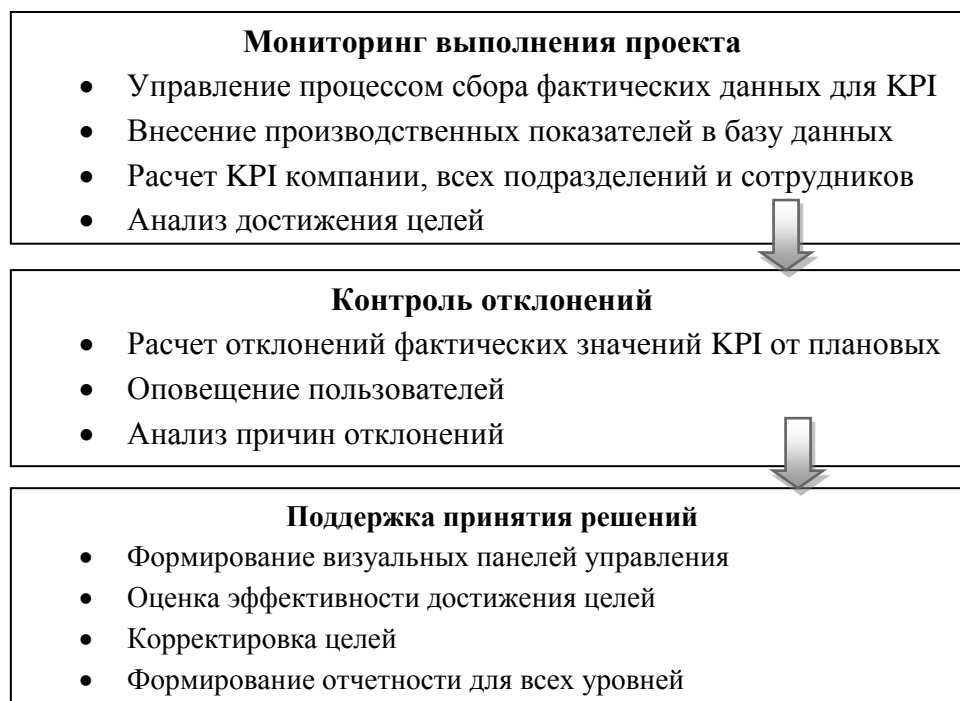 Мониторинг выполнения проекта
• Управление процессом сбора фактических данных для KPI
• Внесение производственных показателей в базу данных
• Расчет KPI компании, всех подразделений и сотрудников
• Анализ достижения целей
Контроль отклонений
• Расчет отклонений фактических значений KPI от плановых
• Оповещение пользователей
• Анализ причин отклонений
Поддержка принятия решений
• Формирование визуальных панелей управления
• Оценка эффективности достижения целей
• Корректировка целей
• Формирование отчетности для всех уровней